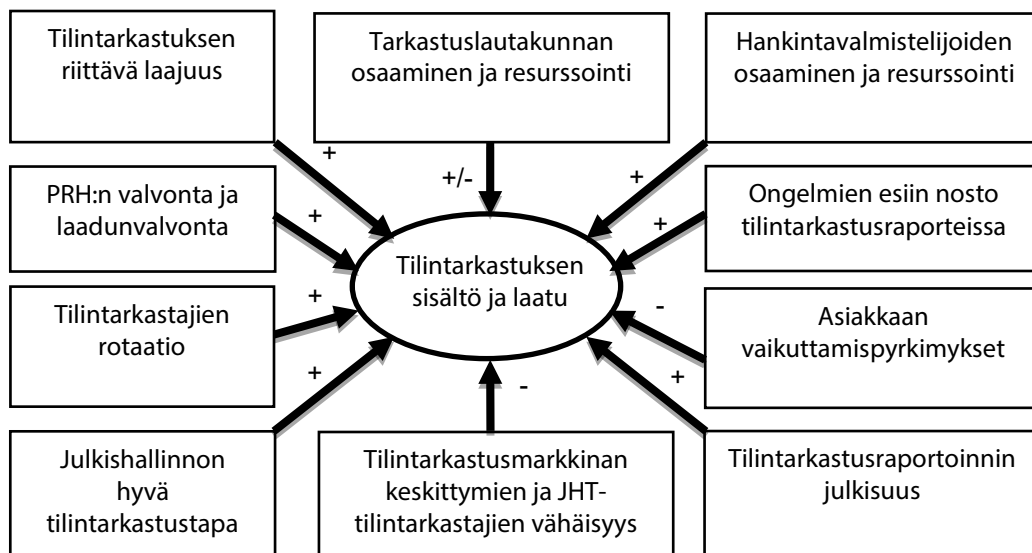 Tilintarkastuksen
riittävä laajuus
Tarkastuslautakunnan
osaaminen ja resurssointi
Hankintavalmistelijoiden
osaaminen ja resurssointi
+
+/-
+
PRH:n valvonta ja
laadunvalvonta
+
Tilintarkastuksen
sisältö ja laatu
+
Ongelmien esiin nosto
tilintarkastusraporteissa
Tilintarkastajien
rotaatio
+
-
Asiakkaan
vaikuttamispyrkimykset
+
-
+
Julkishallinnon
hyvä
tilintarkastustapa
Tilintarkastusmarkkinan
keskittymien ja JHT-
tilintarkastajien vähäisyys
Tilintarkastusraportoinnin
julkisuus